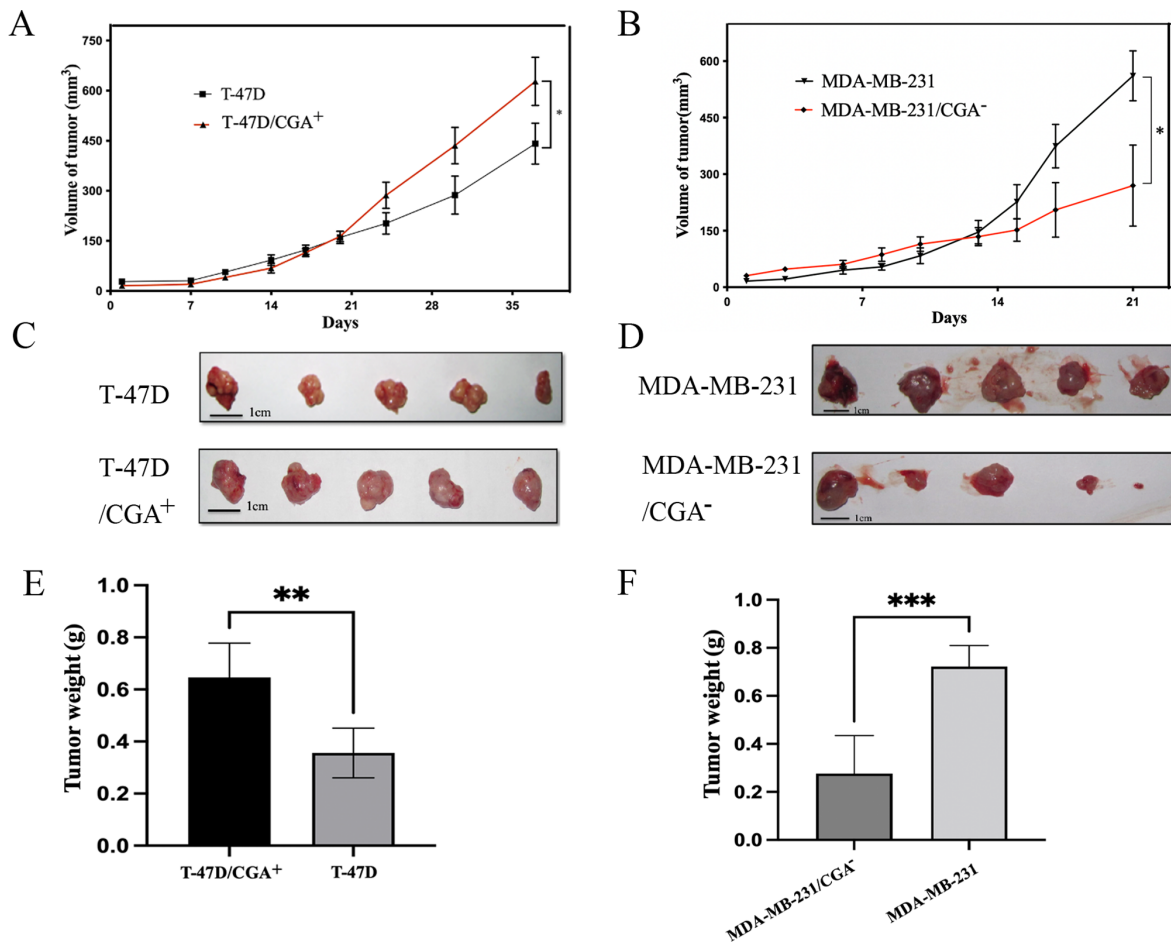 A
Volume of tumor (mm³)
750
600
450
300
150
0
T-47D
T-47D/CGA⁺
*
0 7 14 21 28 35
Days
B
Volume of tumor(mm³)
600
450
300
150
0
MDA-MB-231
MDA-MB-231/CGA⁻
*
0 7 14 21
Days
C
T-47D
1cm
T-47D
/CGA⁺
1cm
D
MDA-MB-231
1cm
MDA-MB-231
/CGA⁻
1cm
E
Tumor weight (g)
1.0
0.8
0.6
0.4
0.2
0.0
**
T-47D/CGA⁺ T-47D
F
Tumor weight (g)
1.0
0.8
0.6
0.4
0.2
0.0
***
MDA-MB-231/CGA⁻
MDA-MB-231